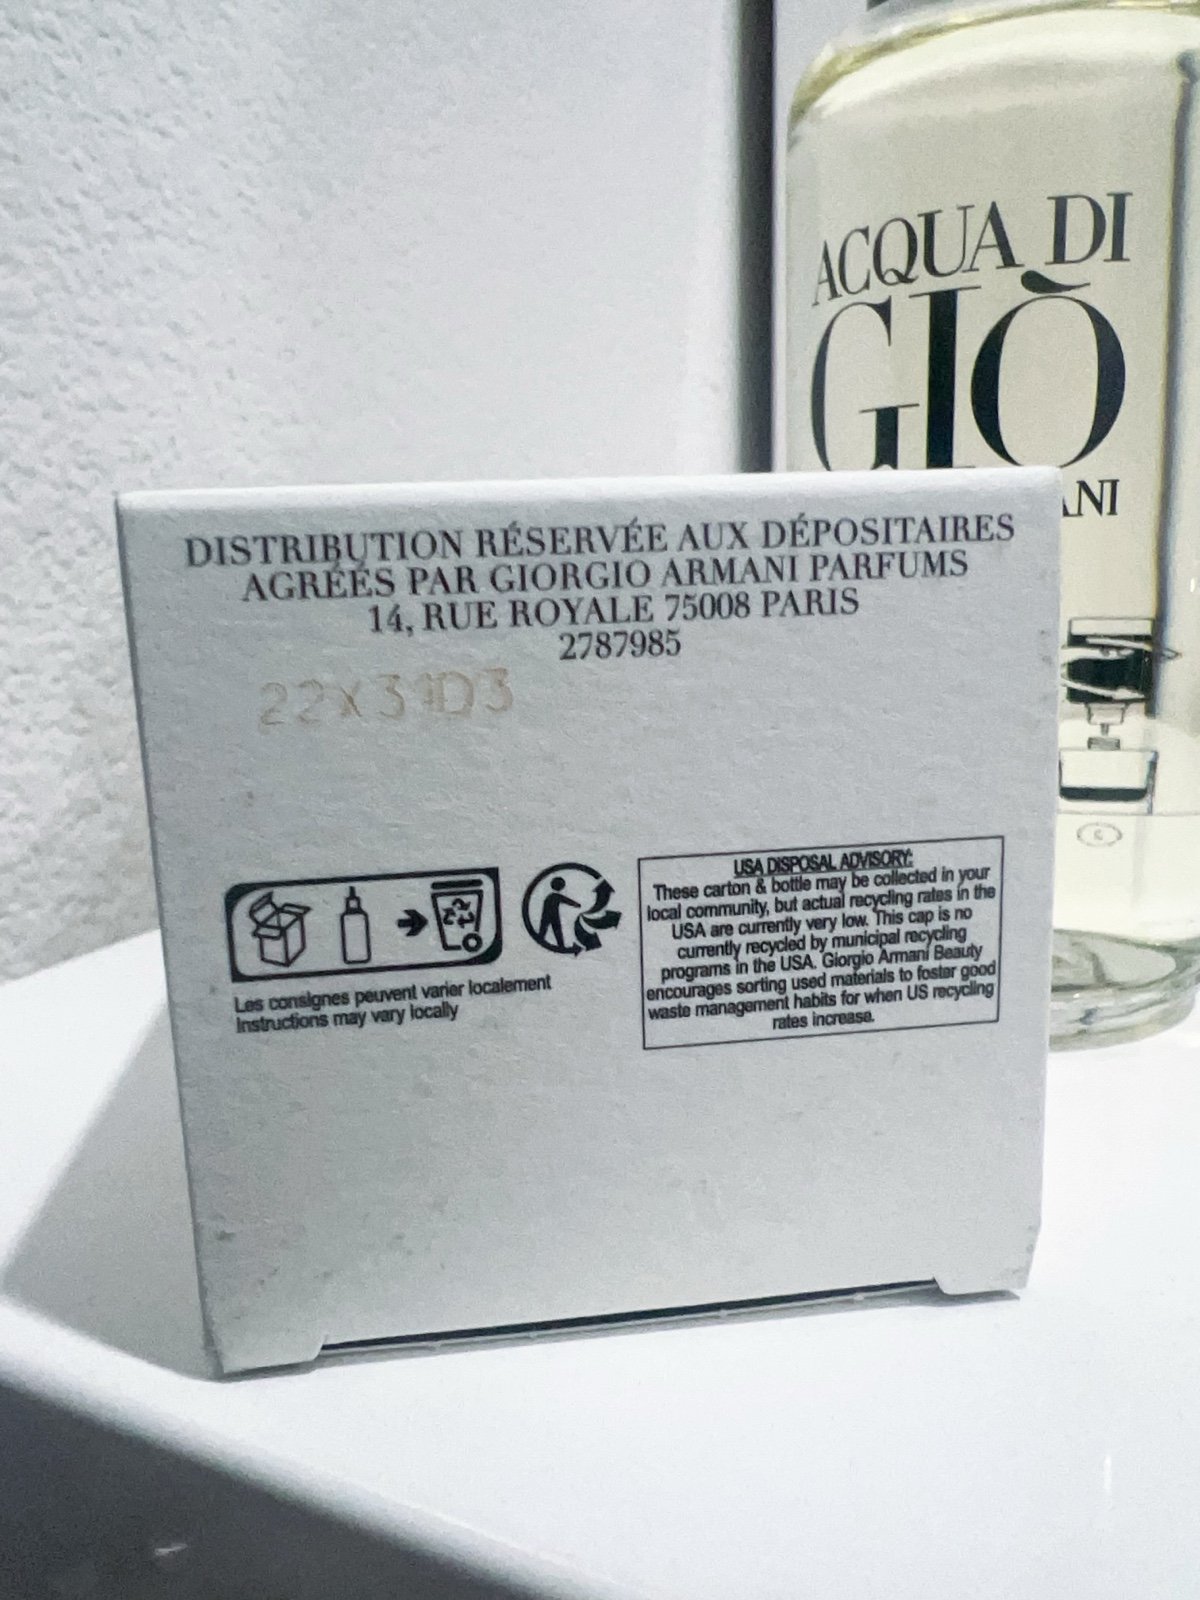 ACQUA DI
GIÒ
ANI
DISTRIBUTION RÉSERVÉE AUX DÉPOSITAIRES
AGRÉÉS PAR GIORGIO ARMANI PARFUMS
14, RUE ROYALE 75008 PARIS
2787985
Les consignes peuvent varier localement
Instructions may vary locally
USA DISPOSAL ADVISORY:
These carton & bottle may be collected in your
local community, but actual recycling rates in the
USA are currently very low. This cap is no
currently recycled by municipal recycling
programs in the USA. Giorgio Armani Beauty
encourages sorting used materials to foster good
waste management habits for when US recycling
rates increase.